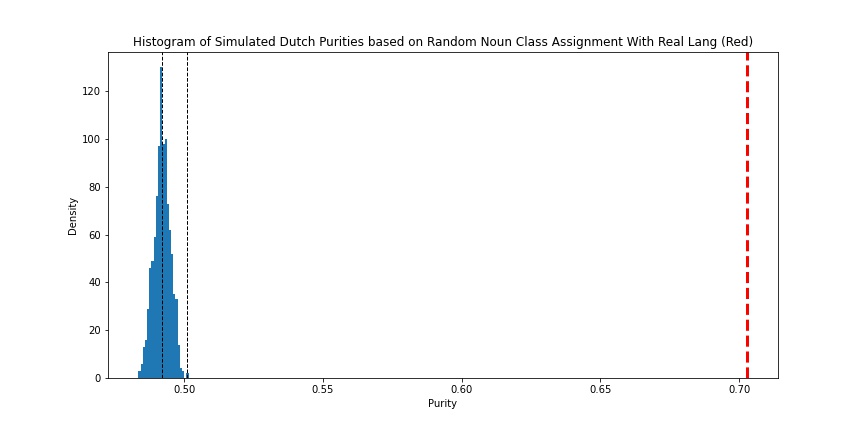 Histogram of Simulated Dutch Purities based on Random Noun Class Assignment With Real Lang (Red)
120
100
80
60
40
20
0
Density
0.50 0.55 0.60 0.65 0.70
Purity